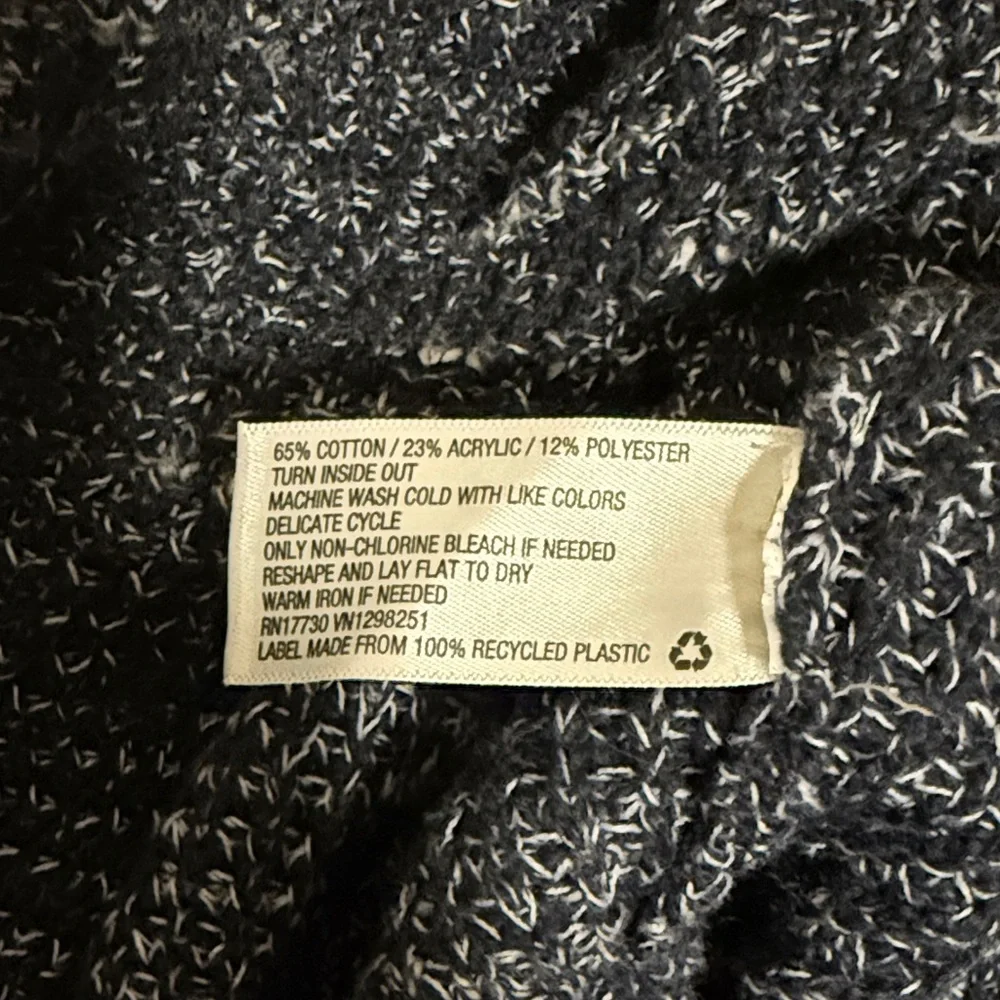 65% COTTON / 23% ACRYLIC / 12% POLYESTER
TURN INSIDE OUT
MACHINE WASH COLD WITH LIKE COLORS
DELICATE CYCLE
ONLY NON-CHLORINE BLEACH IF NEEDED
RESHAPE AND LAY FLAT TO DRY
WARM IRON IF NEEDED
RN17730 VN1298251
LABEL MADE FROM 100% RECYCLED PLASTIC